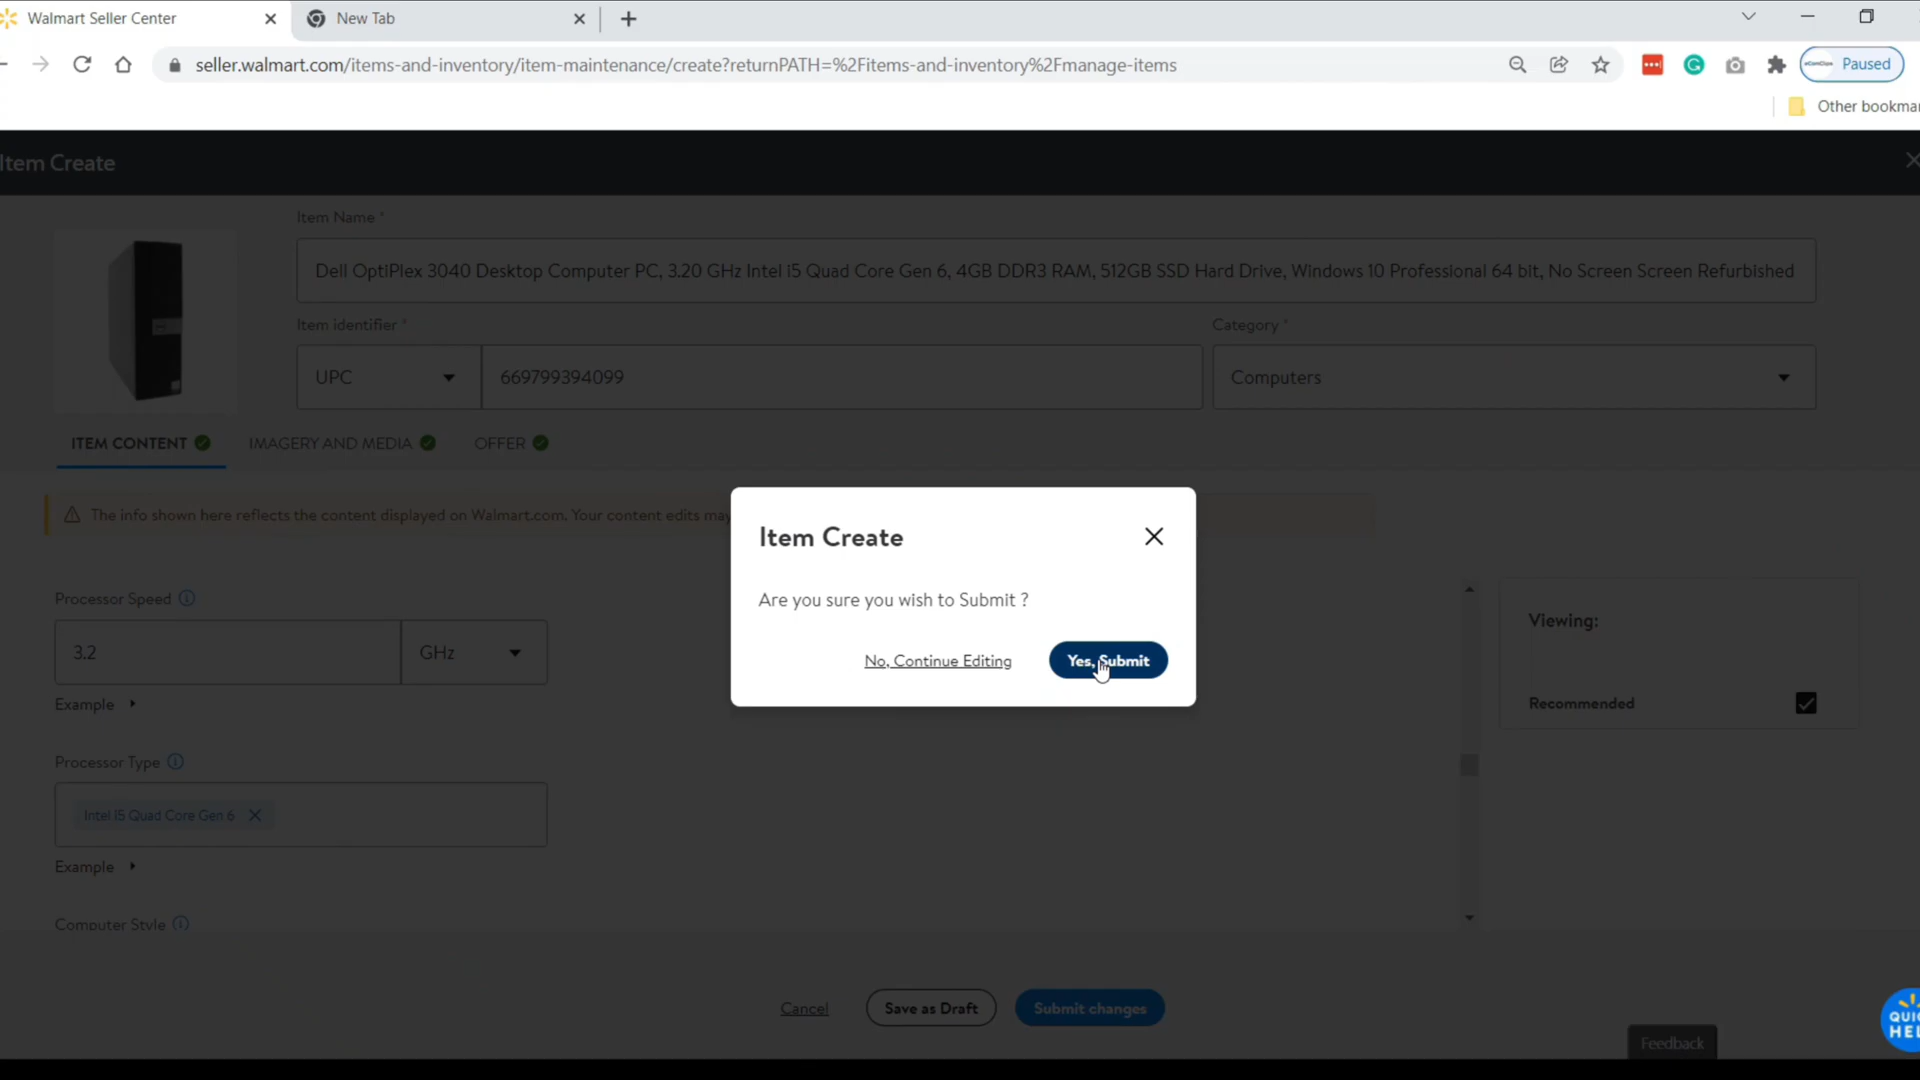 Walmart Seller Center
New Tab
seller.walmart.com/items-and-inventory/item-maintenance/create?returnPATH=%2Fitems-and-inventory%2Fmanage-items
Paused
Other bookmar
Item Create
Item Name *
Dell OptiPlex 3040 Desktop Computer PC, 3.20 GHz Intel i5 Quad Core Gen 6, 4GB DDR3 RAM, 512GB SSD Hard Drive, Windows 10 Professional 64 bit, No Screen Screen Refurbished
Item identifier *
Category *
UPC
669799394099
Computers
ITEM CONTENT
IMAGERY AND MEDIA
OFFER
The info shown here reflects the content displayed on Walmart.com. Your content edits may
Item Create
Are you sure you wish to Submit ?
No, Continue Editing
Yes, Submit
Processor Speed
3.2
GHz
Example
Processor Type
Intel i5 Quad Core Gen 6
Example
Computer Style
Viewing:
Recommended
Cancel
Save as Draft
Submit changes
Feedback
QUIC
HEL